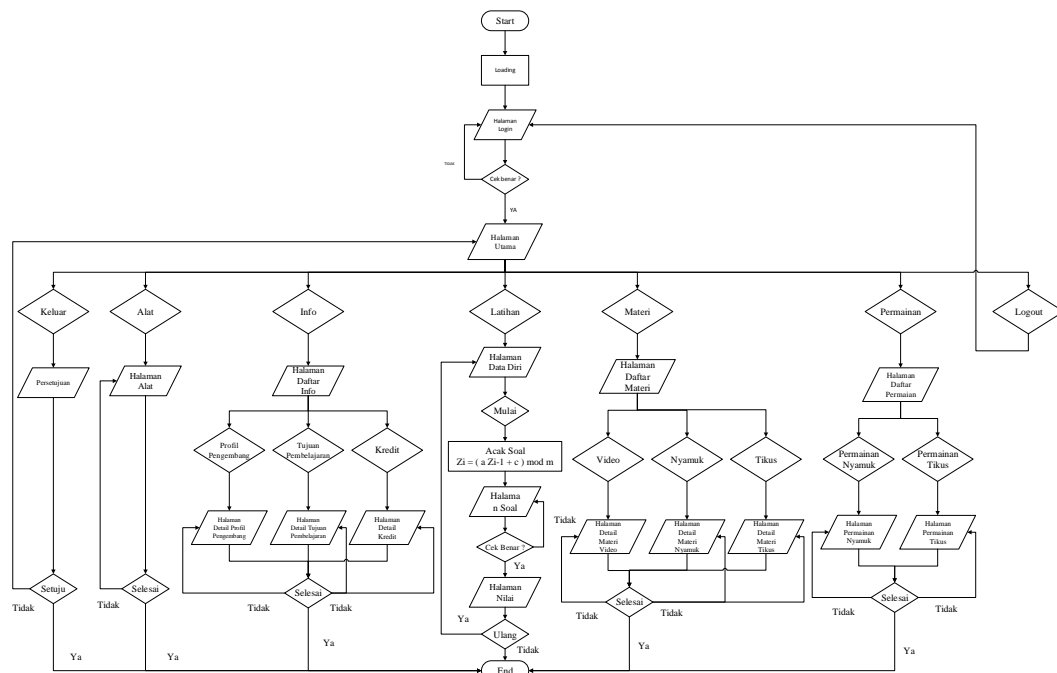 Start
Loading
Halaman
Login
Tidak
Cek benar ?
YA
Halaman
Utama
Keluar
Alat
Info
Latihan
Materi
Permainan
Logout
Persetujuan
Halaman
Alat
Halaman
Daftar
Info
Halaman
Data Diri
Halaman
Daftar
Materi
Halaman
Daftar
Permaian
Mulai
Profil
Pengembang
Tujuan
Pembelajaran
Kredit
Acak Soal
Zi = ( a Zi-1 + c ) mod m
Video
Nyamuk
Tikus
Permainan
Nyamuk
Permainan
Tikus
Halaman
Detail Profil
Pengembang
Halaman
Detail Tujuan
Pembelajaran
Halaman
Detail
Kredit
Halama
n Soal
Tidak
Halaman
Detail
Materi
Video
Halaman
Detail
Materi
Nyamuk
Halaman
Detail
Materi
Tikus
Halaman
Permainan
Nyamuk
Halaman
Permainan
Tikus
Cek Benar ?
Ya
Setuju
Tidak
Selesai
Tidak
Selesai
Tidak
Tidak
Halaman
Nilai
Ya
Ulang
Tidak
Selesai
Tidak
Tidak
Selesai
Tidak
Tidak
Ya
Ya
Ya
Ya
Ya
End